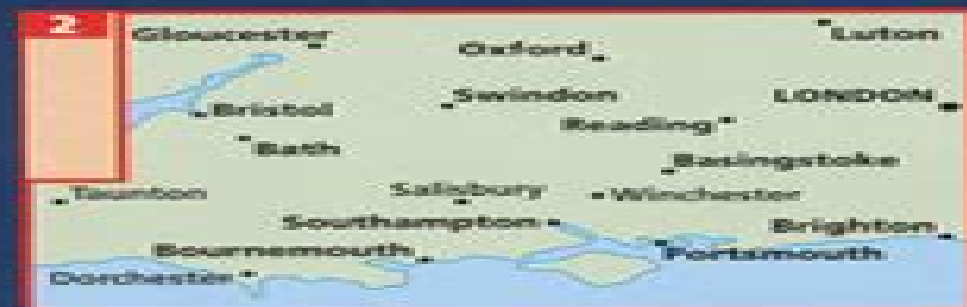 2
Gloucester
Luton
Oxford
Swindon
LONDON
Bristol
Reading
Bath
Basingstoke
Taunton
Salisbury
Winchester
Southampton
Brighton
Bournemouth
Portsmouth
Dorchester